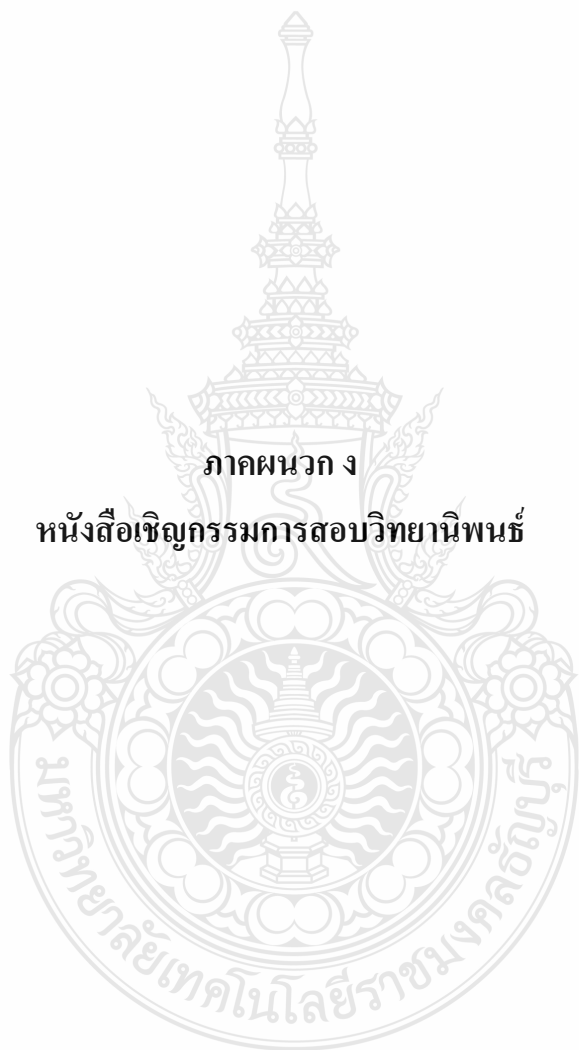 ภาคผนวก ง
หนังสือเชิญกรรมการสอบวิทยานิพนธ์
มหาวิทยาลัยเทคโนโลยีราชมงคลธัญบุรี